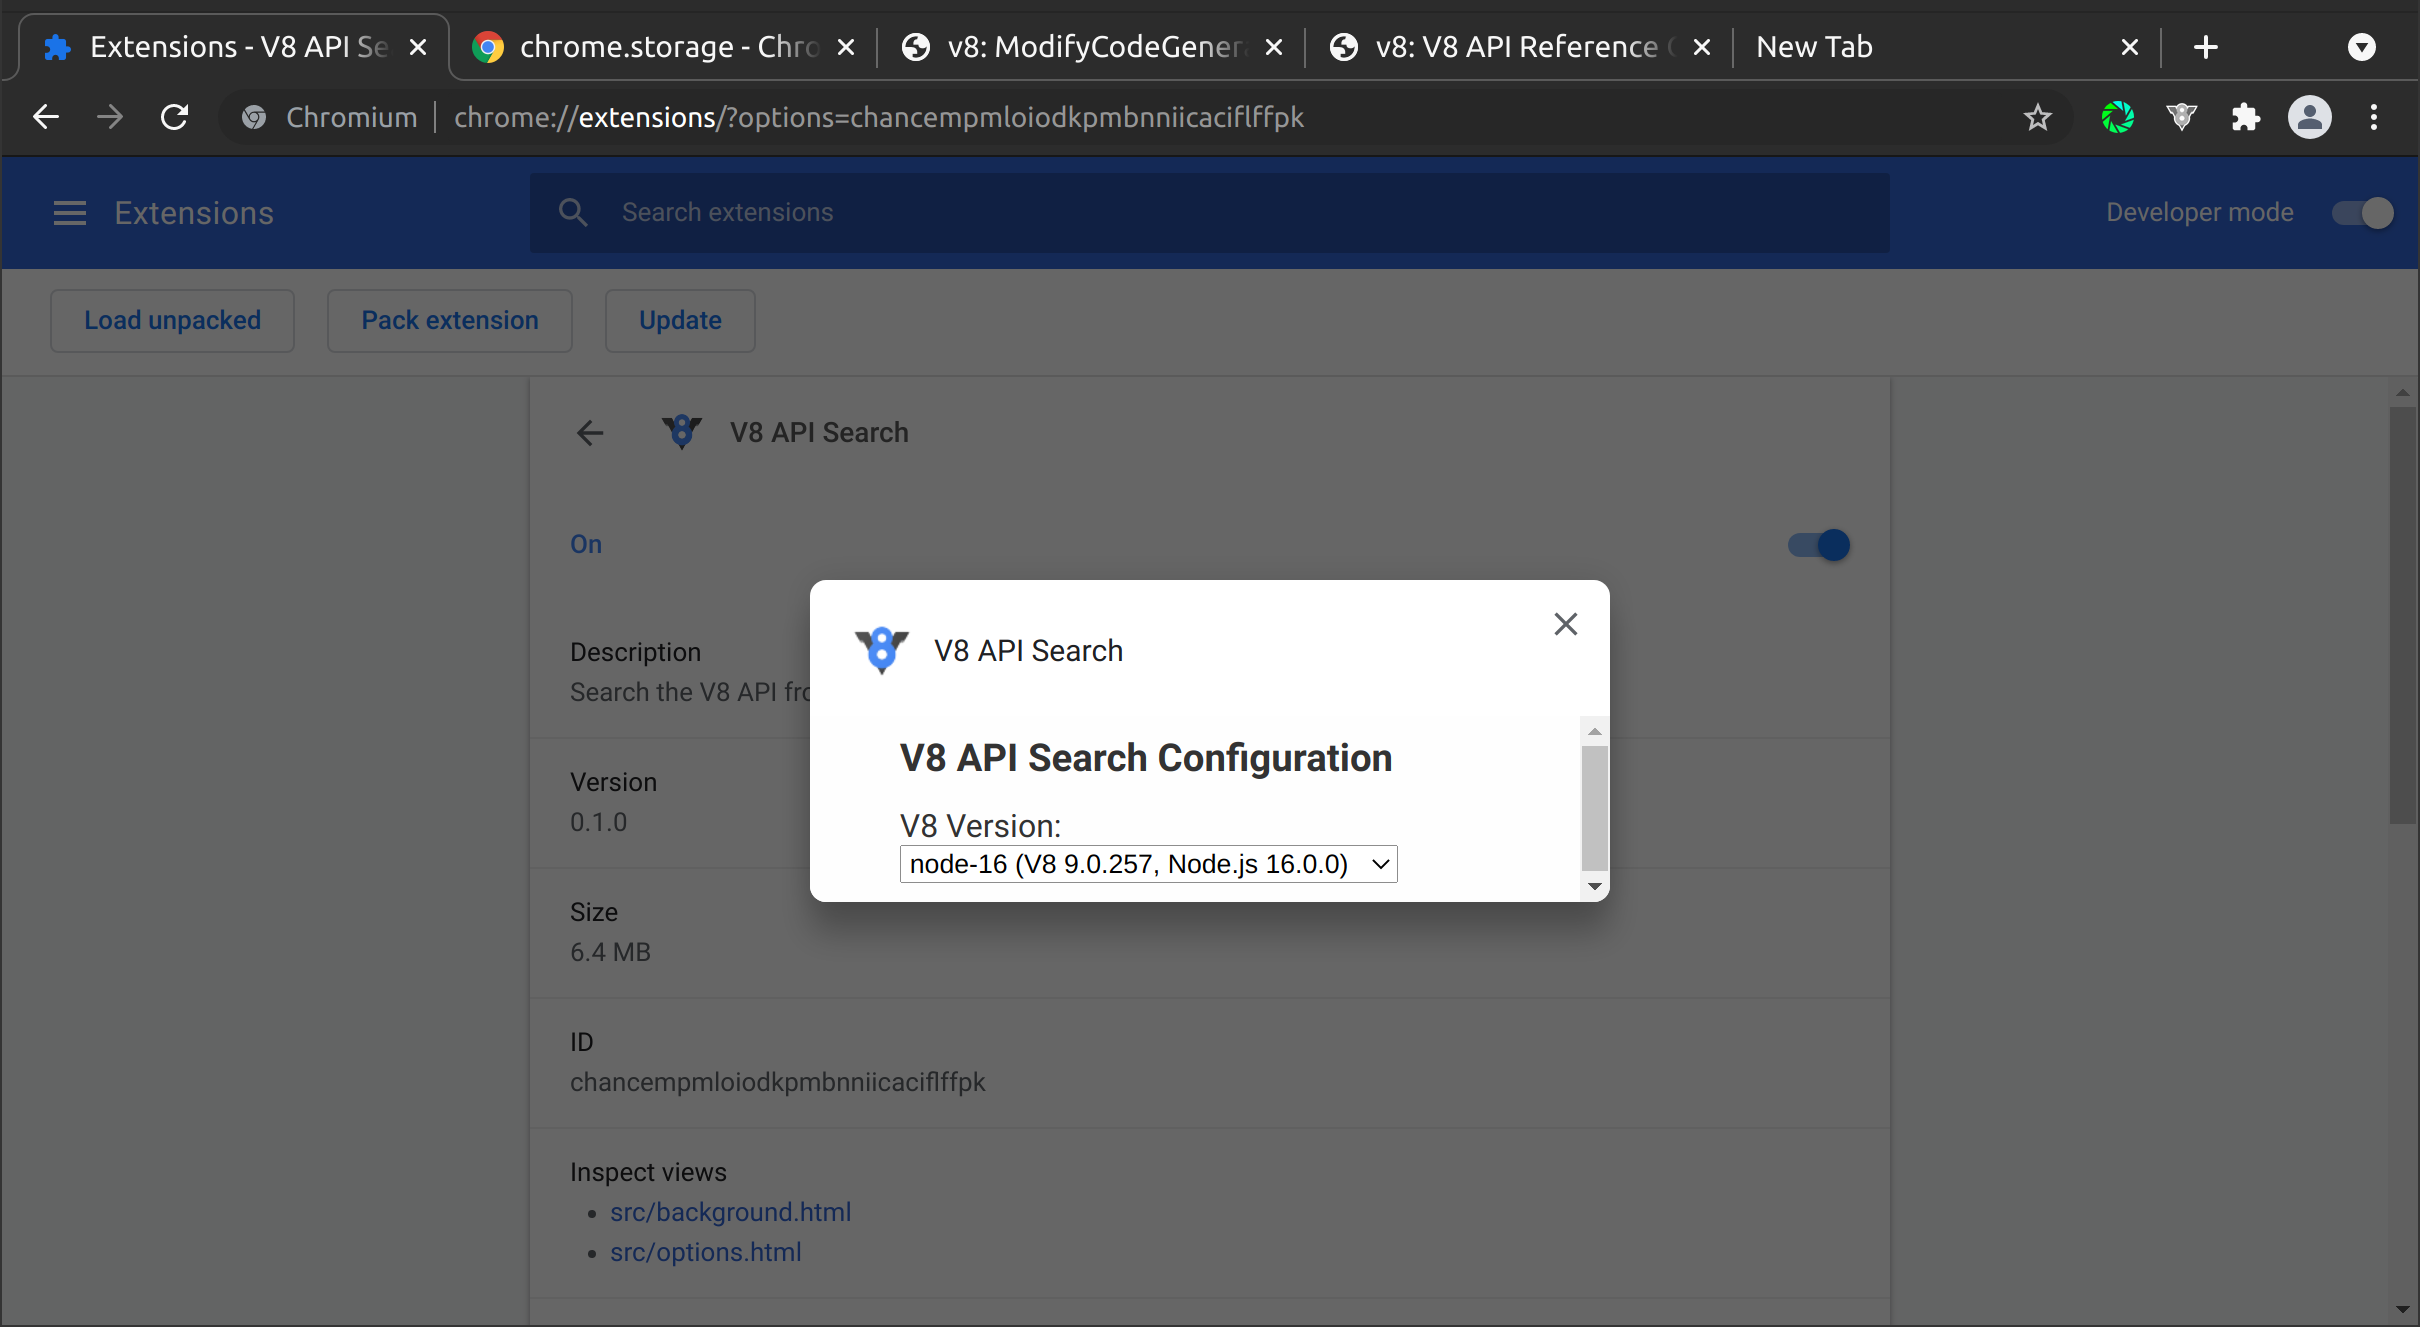 Extensions - V8 API Se
chrome.storage - Chro
v8: ModifyCodeGener
v8: V8 API Reference
New Tab
Chromium
chrome://extensions/?options=chancempmloiodkpmbnniicaciflffpk
Extensions
Search extensions
Developer mode
Load unpacked
Pack extension
Update
V8 API Search
On
Description
Search the V8 API fro
Version
0.1.0
Size
6.4 MB
ID
chancempmloiodkpmbnniicaciflffpk
Inspect views
src/background.html
src/options.html
V8 API Search
V8 API Search Configuration
V8 Version:
node-16 (V8 9.0.257, Node.js 16.0.0)